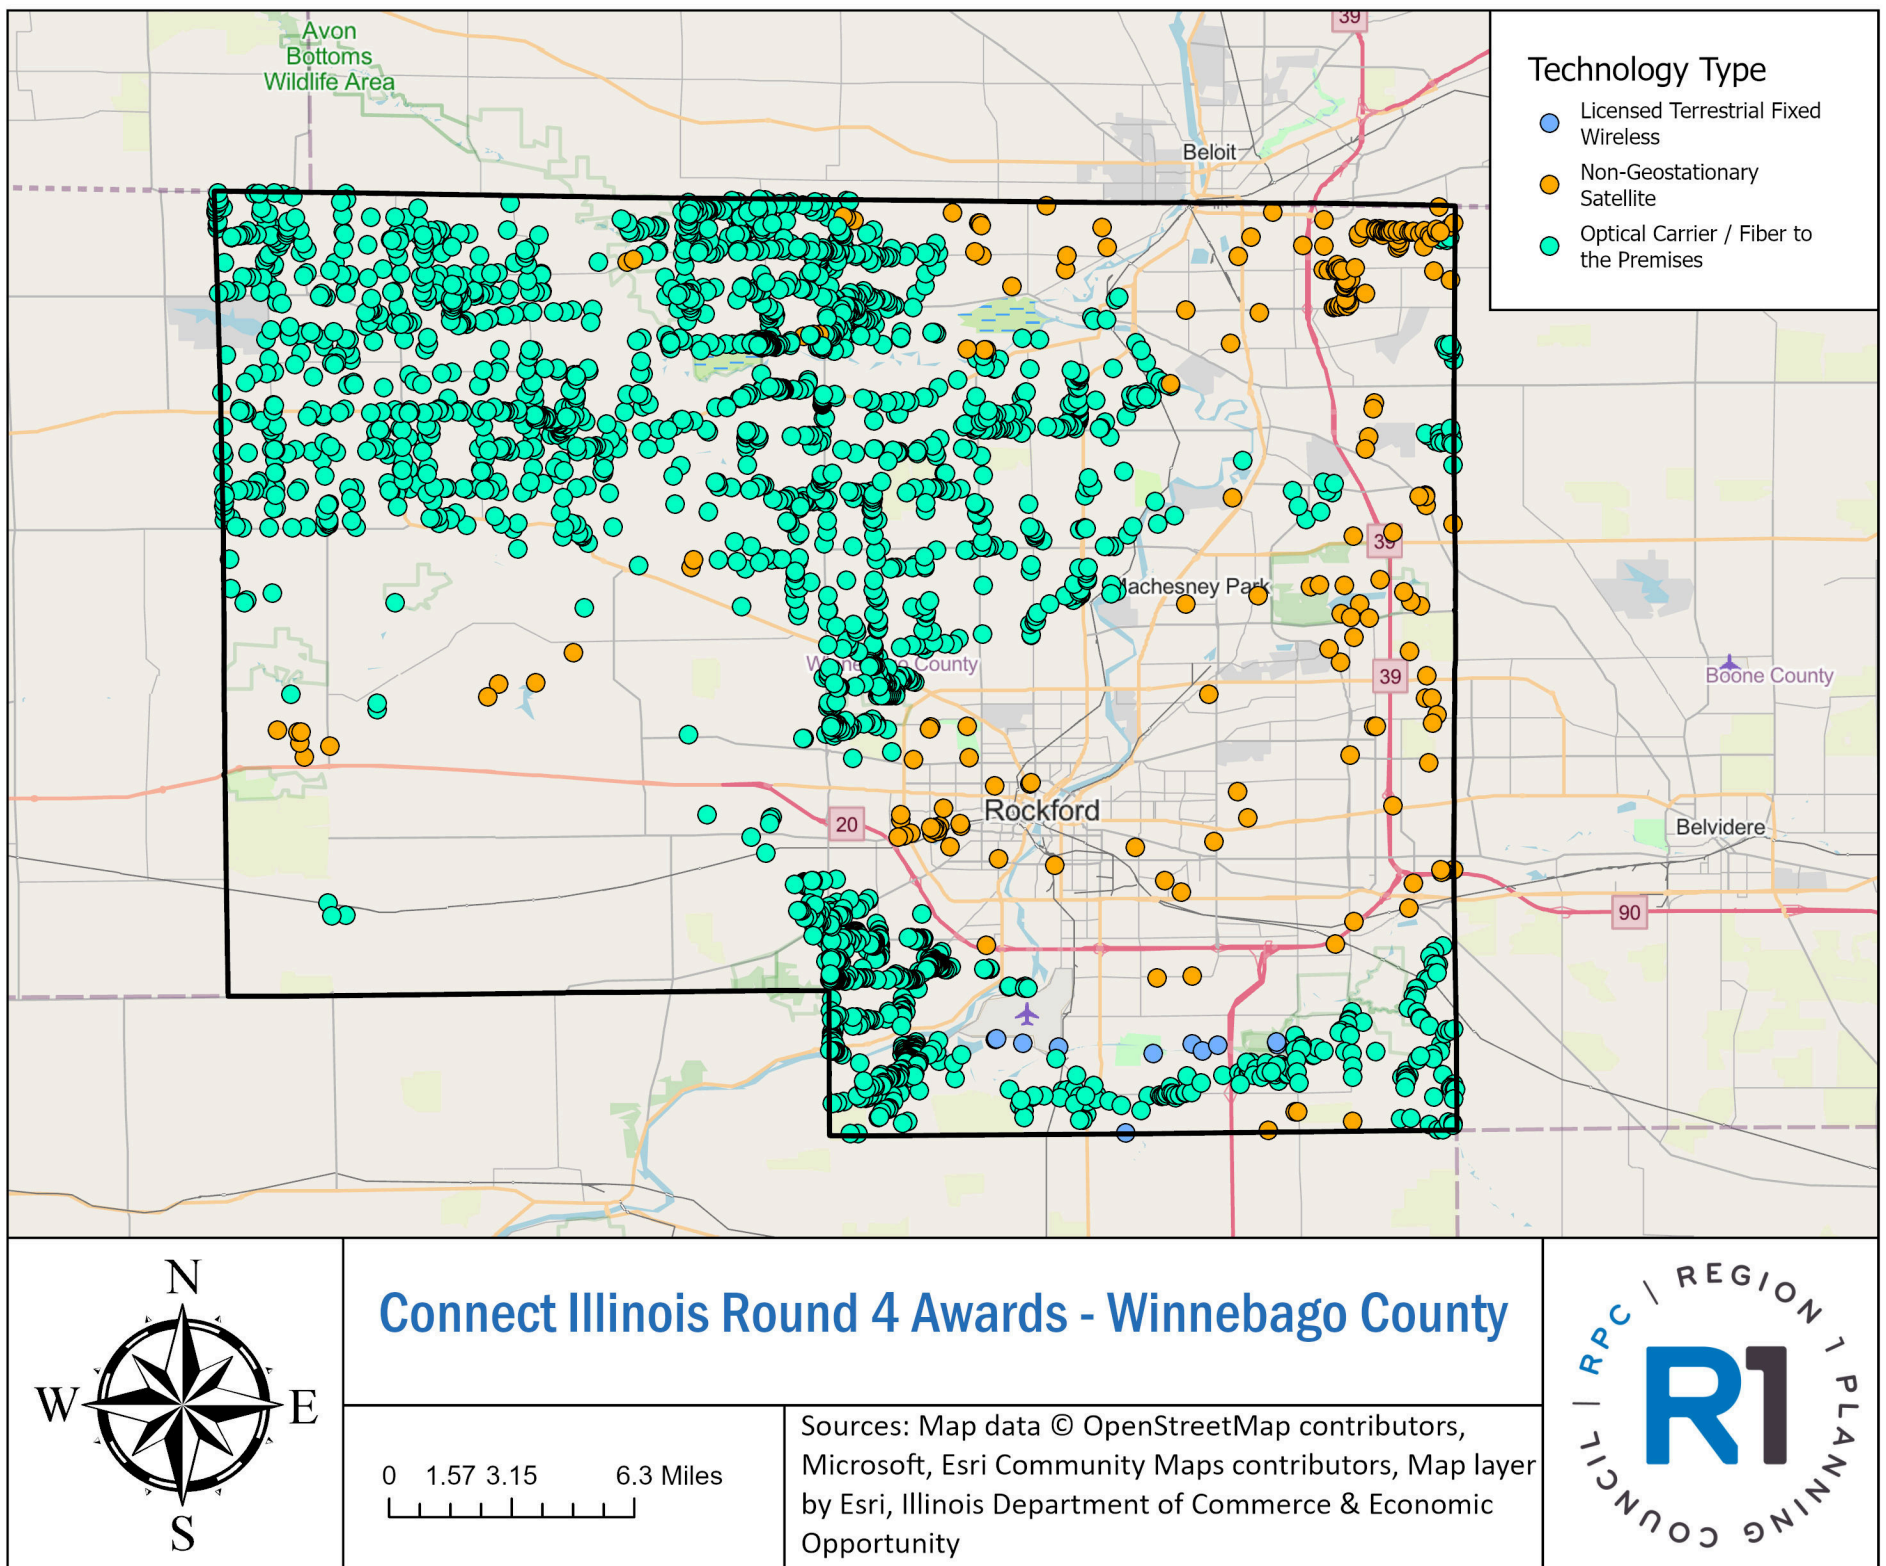 Avon
Bottoms
Wildlife Area
39
Beloit
Technology Type
Licensed Terrestrial Fixed
Wireless
Non-Geostationary
Satellite
Optical Carrier / Fiber to
the Premises
39
Machesney Park
County
39
Boone County
Rockford
20
Belvidere
90
N
W
E
S
Connect Illinois Round 4 Awards - Winnebago County
0 1.57 3.15 6.3 Miles
Sources: Map data © OpenStreetMap contributors,
Microsoft, Esri Community Maps contributors, Map layer
by Esri, Illinois Department of Commerce & Economic
Opportunity
RPC | REGION 1 PLANNING COUNCIL |
R1